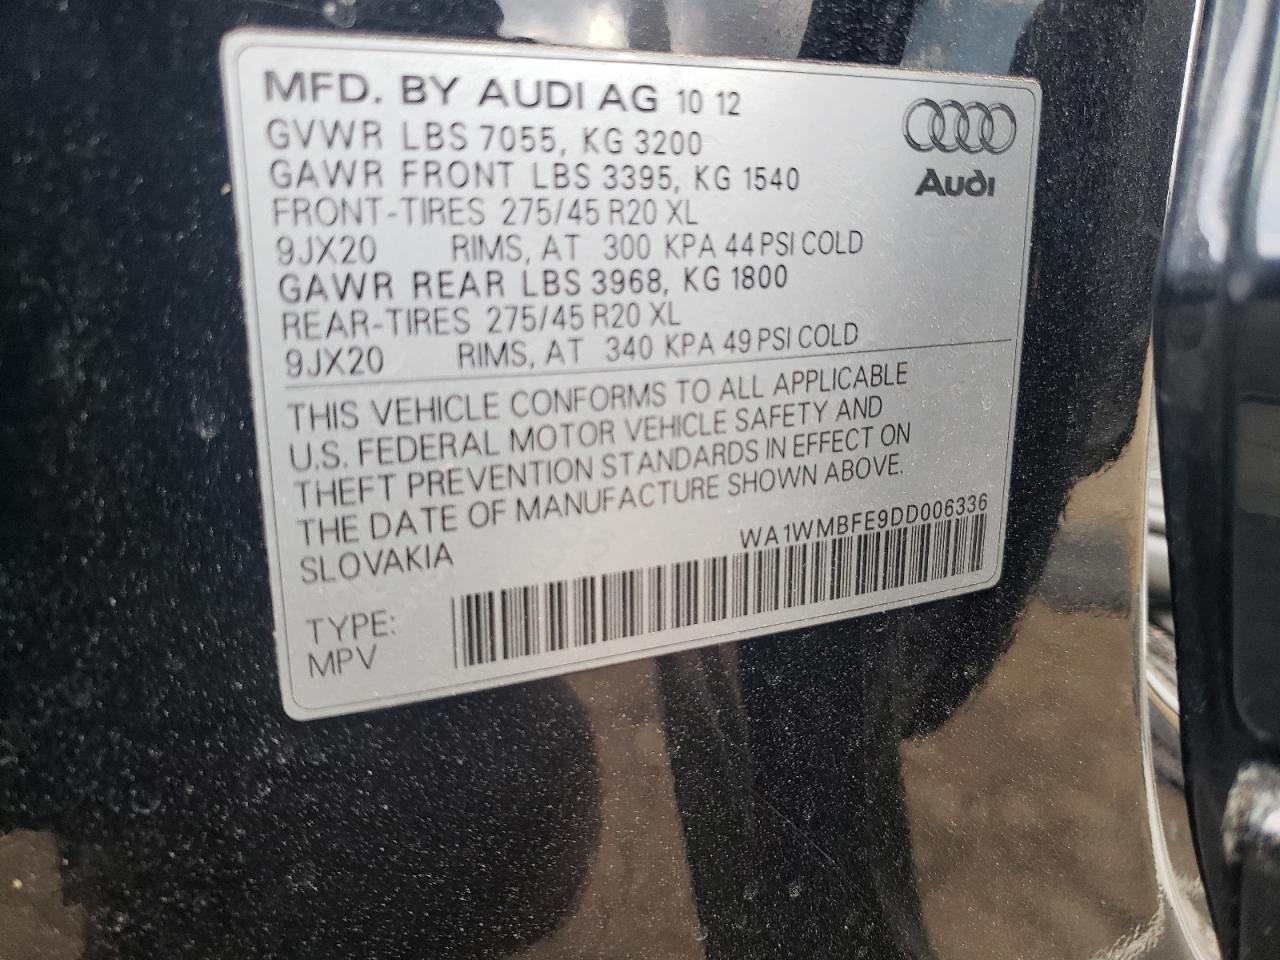 MFD. BY AUDI AG 10 12
GVWR LBS 7055, KG 3200
GAWR FRONT LBS 3395, KG 1540
FRONT-TIRES 275/45 R20 XL
9JX20 RIMS, AT 300 KPA 44 PSI COLD
GAWR REAR LBS 3968, KG 1800
REAR-TIRES 275/45 R20 XL
9JX20 RIMS, AT 340 KPA 49 PSI COLD
Audi
THIS VEHICLE CONFORMS TO ALL APPLICABLE
U.S. FEDERAL MOTOR VEHICLE SAFETY AND
THEFT PREVENTION STANDARDS IN EFFECT ON
THE DATE OF MANUFACTURE SHOWN ABOVE.
SLOVAKIA
WA1WMBFE9DD006336
TYPE:
MPV